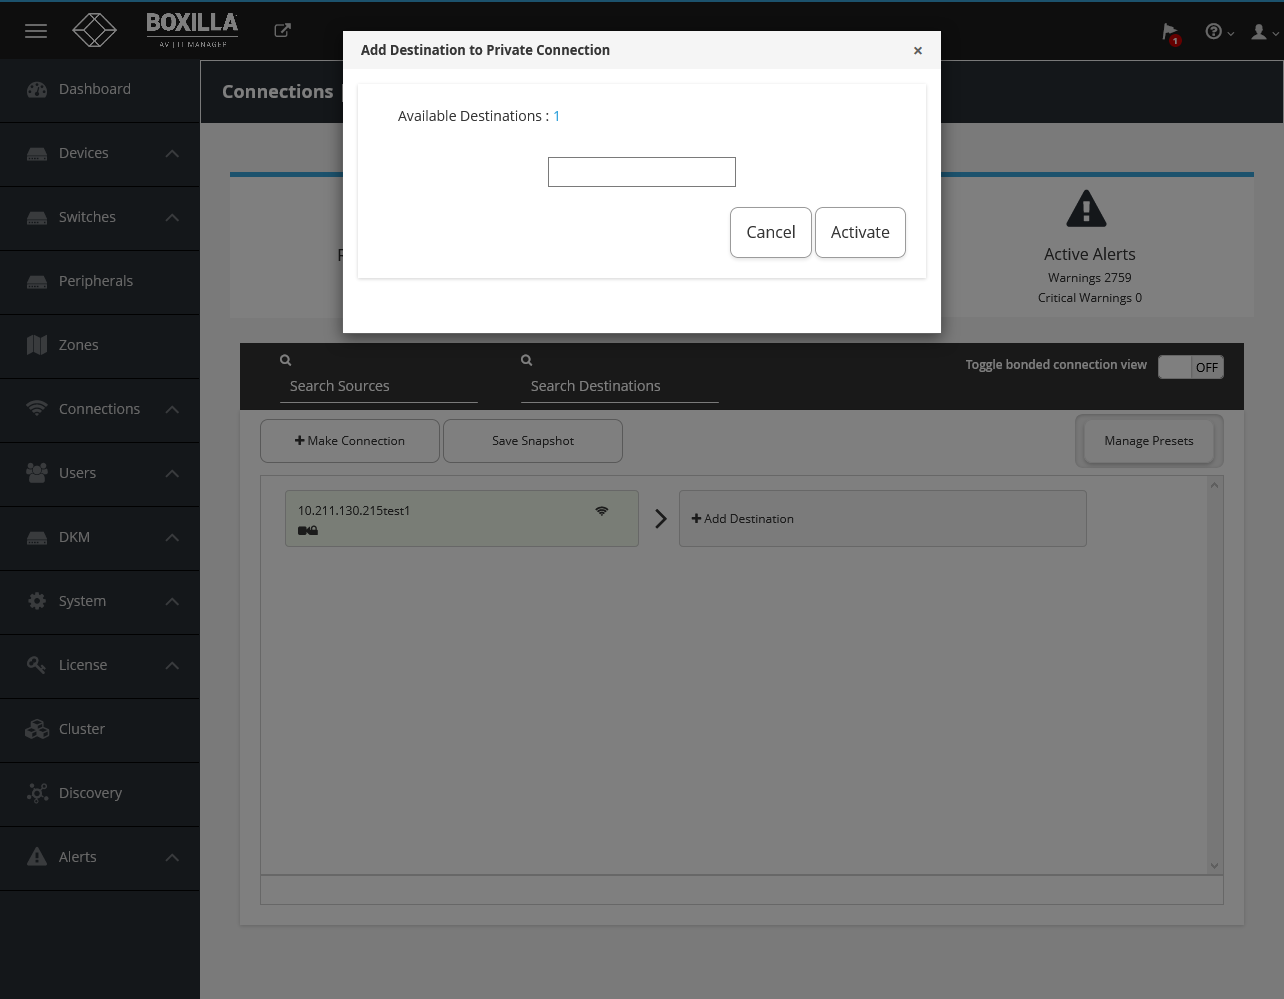 BOXILLA
AV | IT MANAGER
1
Add Destination to Private Connection
×
Dashboard
Devices
Switches
Peripherals
Zones
Connections
Users
DKM
System
License
Cluster
Discovery
Alerts
Connections
Available Destinations : 1
Cancel
Activate
Active Alerts
Warnings 2759
Critical Warnings 0
Search Sources
Search Destinations
Toggle bonded connection view
OFF
Make Connection
Save Snapshot
Manage Presets
10.211.130.215test1
Add Destination